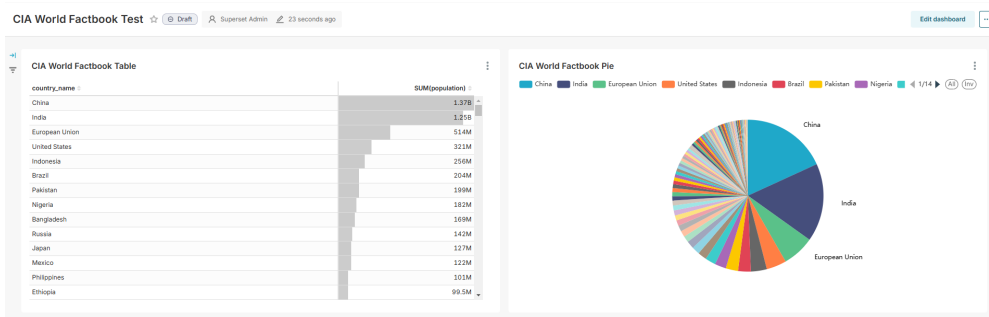 CIA World Factbook Test Draft Superset Admin 23 seconds ago Edit dashboard
CIA World Factbook Table
country_name SUM(population)
China 1.37B
India 1.25B
European Union 514M
United States 321M
Indonesia 256M
Brazil 204M
Pakistan 199M
Nigeria 182M
Bangladesh 169M
Russia 142M
Japan 127M
Mexico 122M
Philippines 101M
Ethiopia 99.5M
CIA World Factbook Pie
China India European Union United States Indonesia Brazil Pakistan Nigeria 1/14 All Inv
China
India
European Union